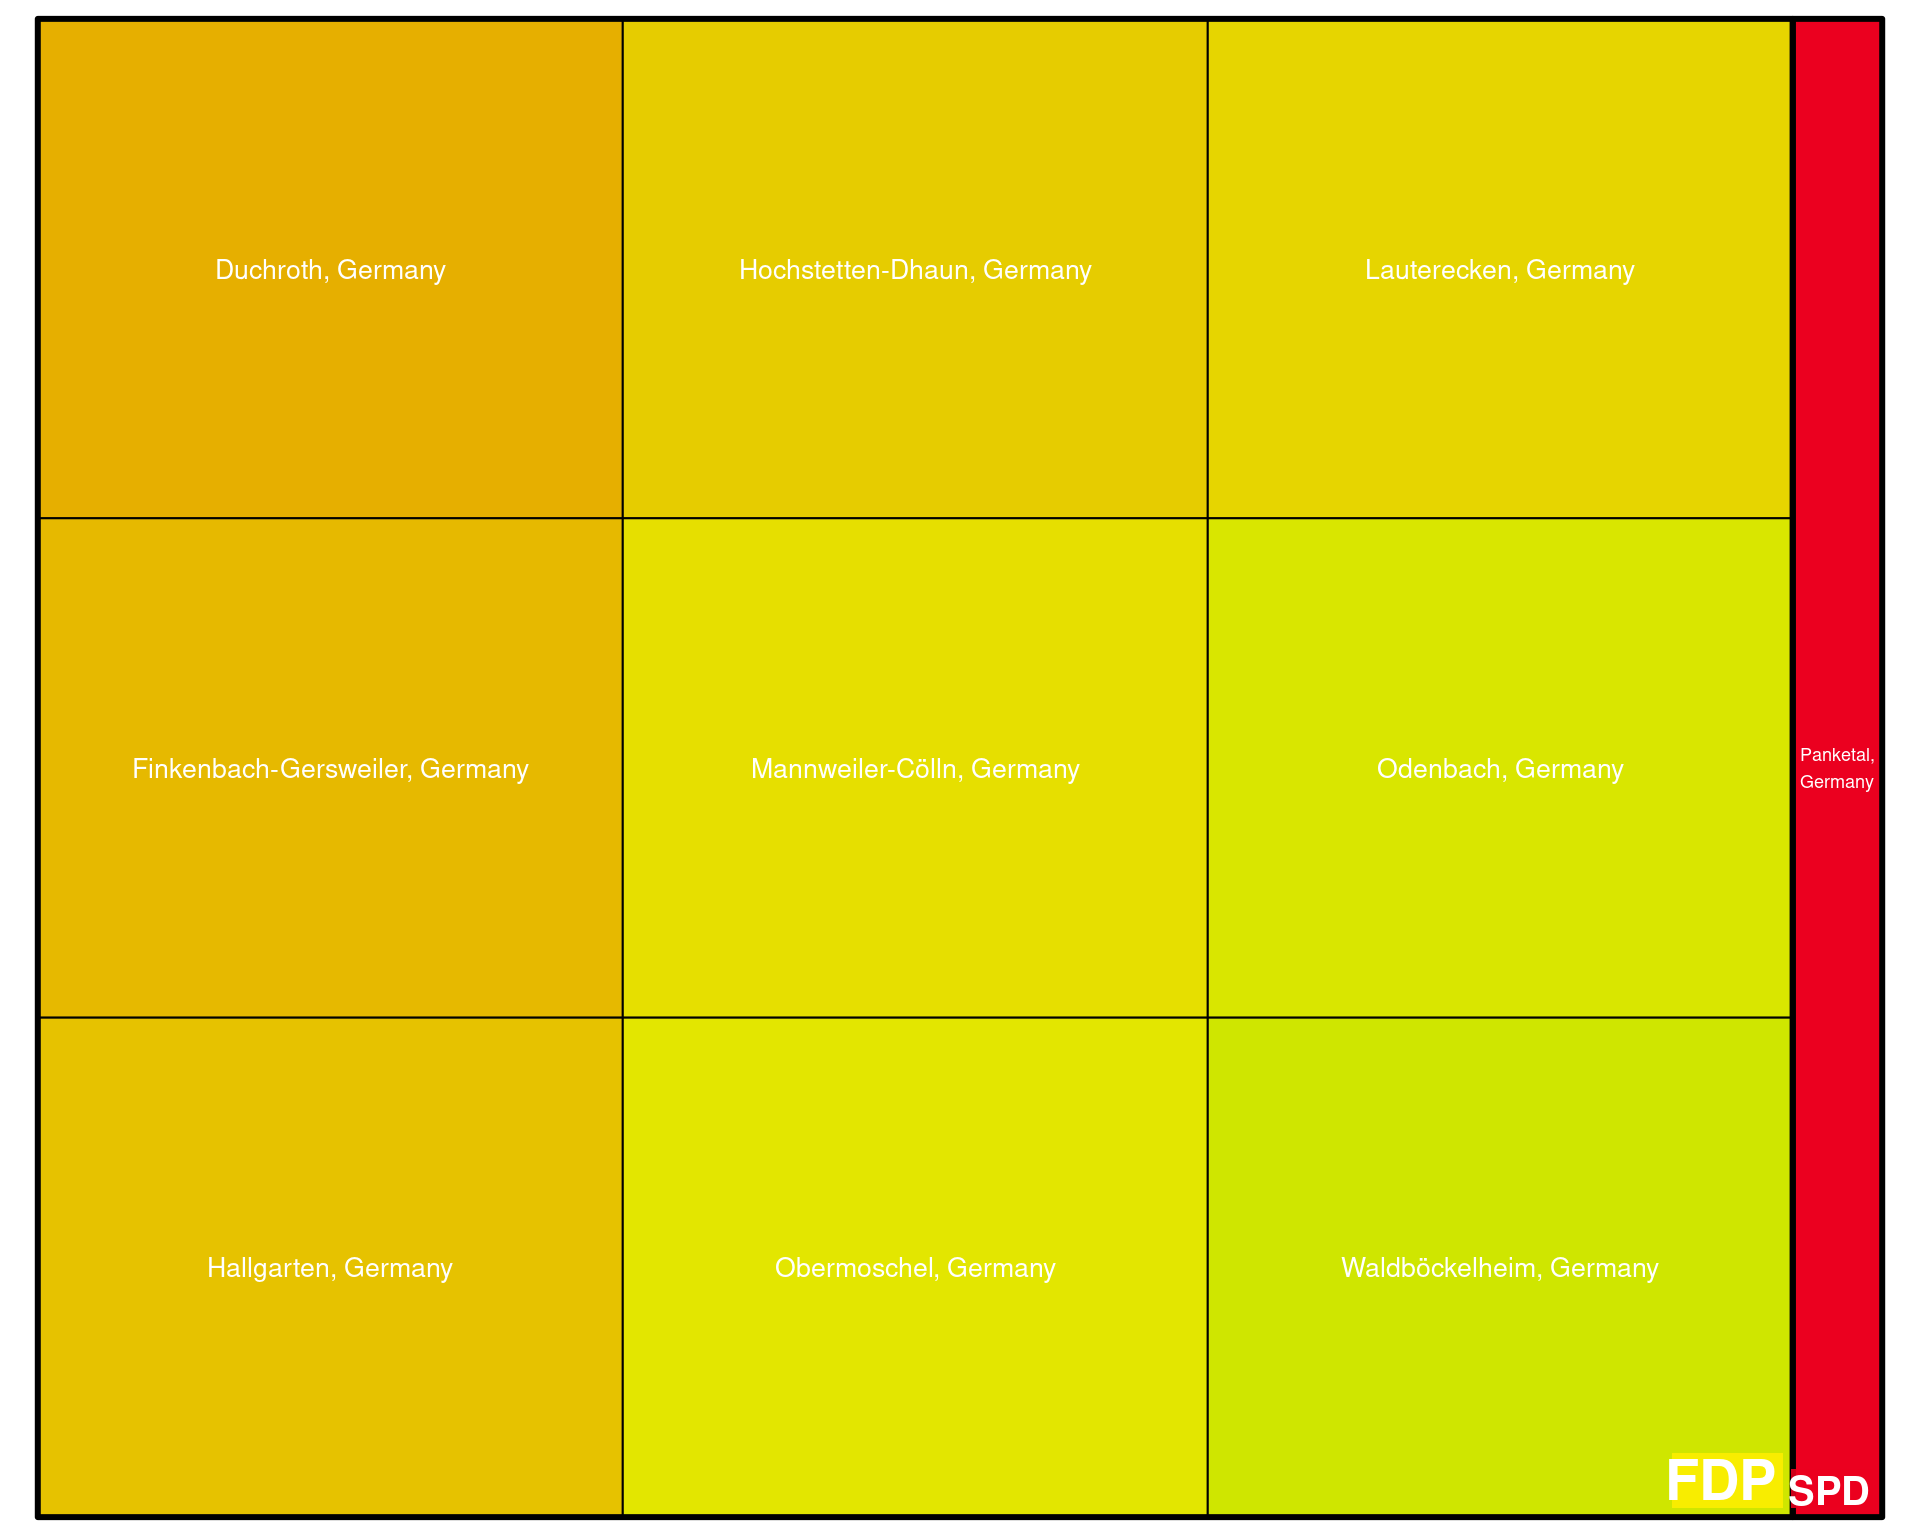 Duchroth, Germany
Hochstetten-Dhaun, Germany
Lauterecken, Germany
Finkenbach-Gersweiler, Germany
Mannweiler-Cölln, Germany
Odenbach, Germany
Panketal,
Germany
Hallgarten, Germany
Obermoschel, Germany
Waldböckelheim, Germany
FDP
SPD